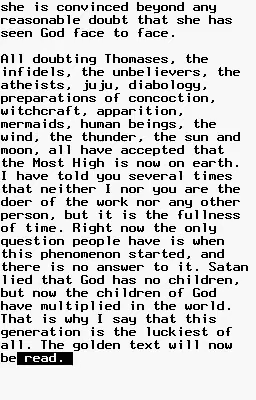 she is convinced beyond any
reasonable doubt that she has
seen God face to face.
All doubting Thomases, the
infidels, the unbelievers, the
atheists, juju, diabology,
preparations of concoction,
witchcraft, apparition,
mermaids, human beings, the
wind, the thunder, the sun and
moon, all have accepted that
the Most High is now on earth.
I have told you several times
that neither I nor you are the
doer of the work nor any other
person, but it is the fullness
of time. Right now the only
question people have is when
this phenomenon started, and
there is no answer to it. Satan
lied that God has no children,
but now the children of God
have multiplied in the world.
That is why I say that this
generation is the luckiest of
all. The golden text will now
be read.